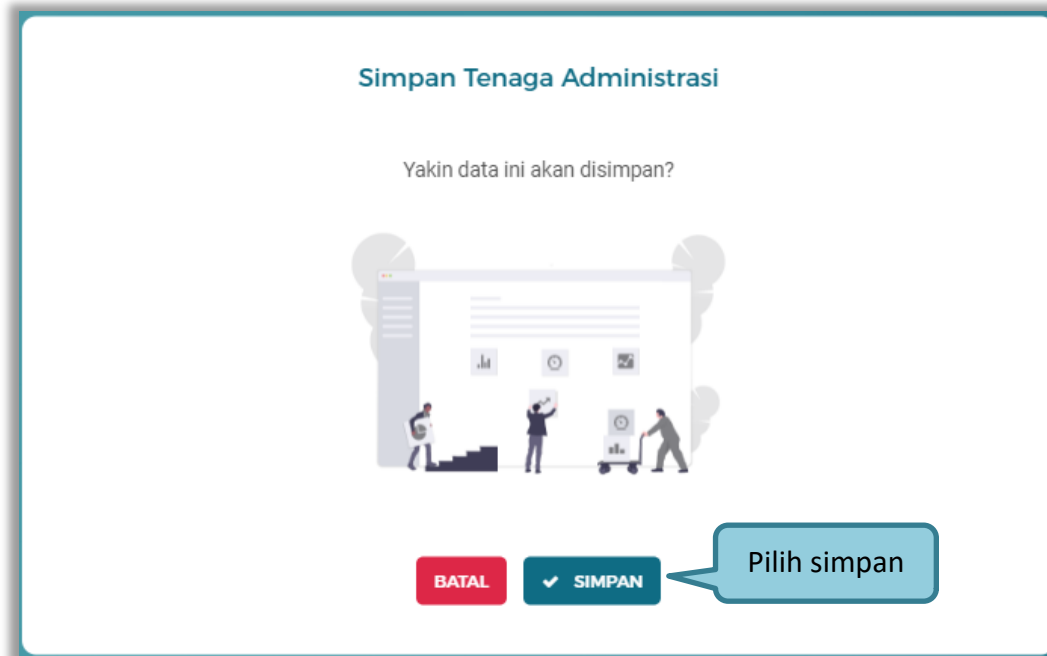 Simpan Tenaga Administrasi
Yakin data ini akan disimpan?
BATAL
SIMPAN
Pilih simpan